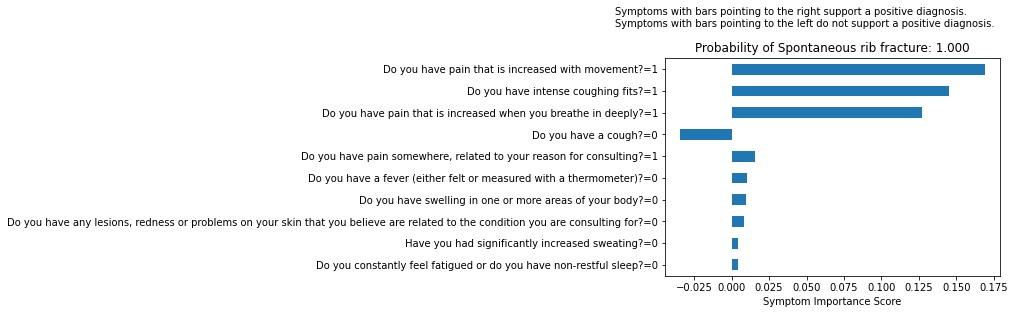 Symptoms with bars pointing to the right support a positive diagnosis.
Symptoms with bars pointing to the left do not support a positive diagnosis.
Probability of Spontaneous rib fracture: 1.000
Do you have pain that is increased with movement?=1
Do you have intense coughing fits?=1
Do you have pain that is increased when you breathe in deeply?=1
Do you have a cough?=0
Do you have pain somewhere, related to your reason for consulting?=1
Do you have a fever (either felt or measured with a thermometer)?=0
Do you have swelling in one or more areas of your body?=0
Do you have any lesions, redness or problems on your skin that you believe are related to the condition you are consulting for?=0
Have you had significantly increased sweating?=0
Do you constantly feel fatigued or do you have non-restful sleep?=0
−0.025 0.000 0.025 0.050 0.075 0.100 0.125 0.150 0.175
Symptom Importance Score